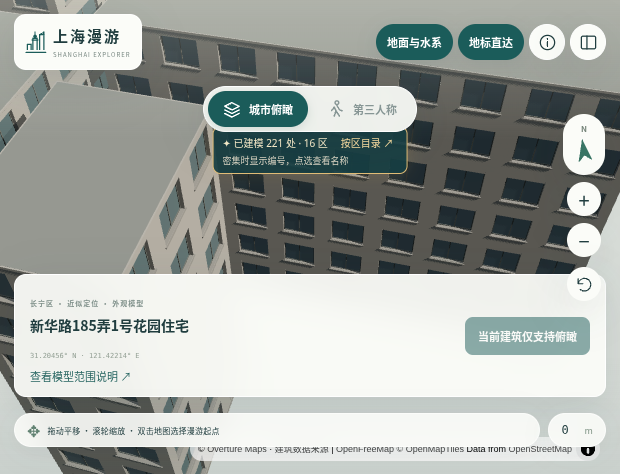 上海漫游
SHANGHAI EXPLORER
地面与水系
地标直达
城市俯瞰
第三人称
✦ 已建模 221 处 · 16 区 按区目录 ↗
密集时显示编号，点选查看名称
N
+
−
长宁区 · 近似定位 · 外观模型
新华路185弄1号花园住宅
31.20456° N · 121.42214° E
查看模型范围说明 ↗
当前建筑仅支持俯瞰
拖动平移 · 滚轮缩放 · 双击地图选择漫游起点
0 m
© Overture Maps · 建筑数据来源 | OpenFreeMap © OpenMapTiles Data from OpenStreetMap